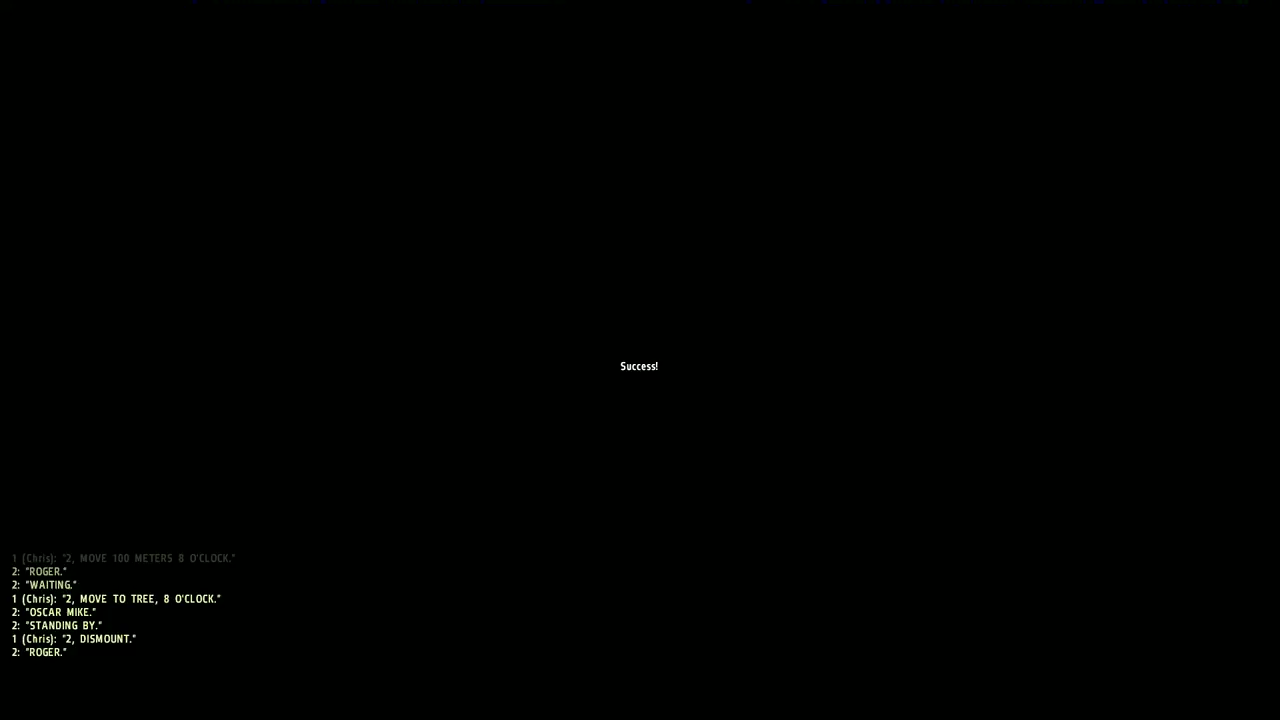 Success!
1 (Chris): "2, MOVE 100 METERS 8 O'CLOCK."
2: "ROGER."
2: "WAITING."
1 (Chris): "2, MOVE TO TREE, 8 O'CLOCK."
2: "OSCAR MIKE."
2: "STANDING BY."
1 (Chris): "2, DISMOUNT."
2: "ROGER."